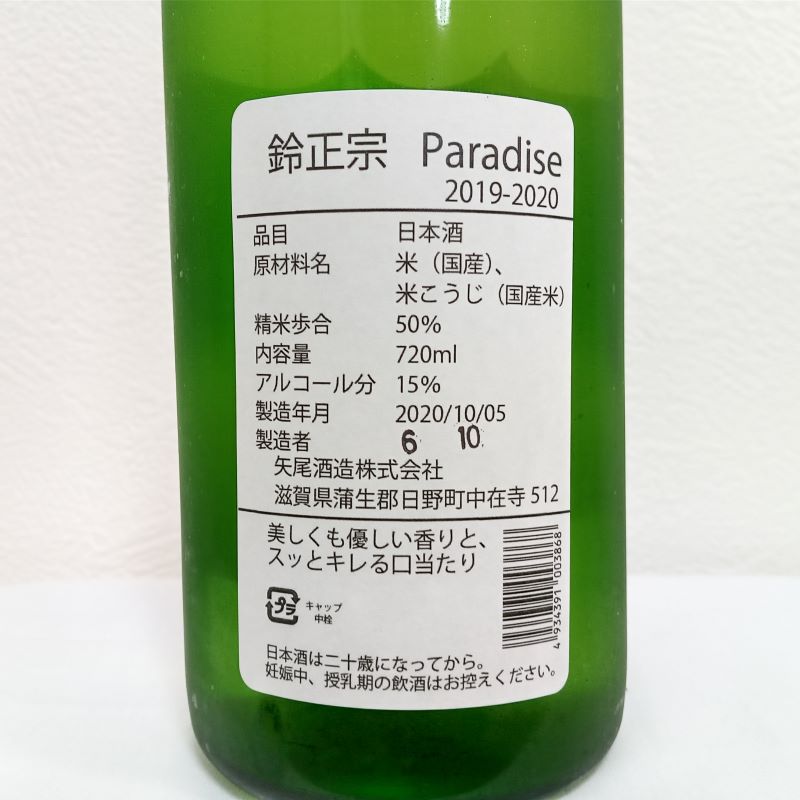 鈴正宗 Paradise
2019-2020
品目 日本酒
原材料名 米（国産）、
米こうじ（国産米）
精米歩合 50%
内容量 720ml
アルコール分 15%
製造年月 2020/10/05
製造者 6 10
矢尾酒造株式会社
滋賀県蒲生郡日野町中在寺 512
美しくも優しい香りと、
スッとキレる口当たり
4 934391 003868
プラ キャップ
中栓
日本酒は二十歳になってから。
妊娠中、授乳期の飲酒はお控えください。